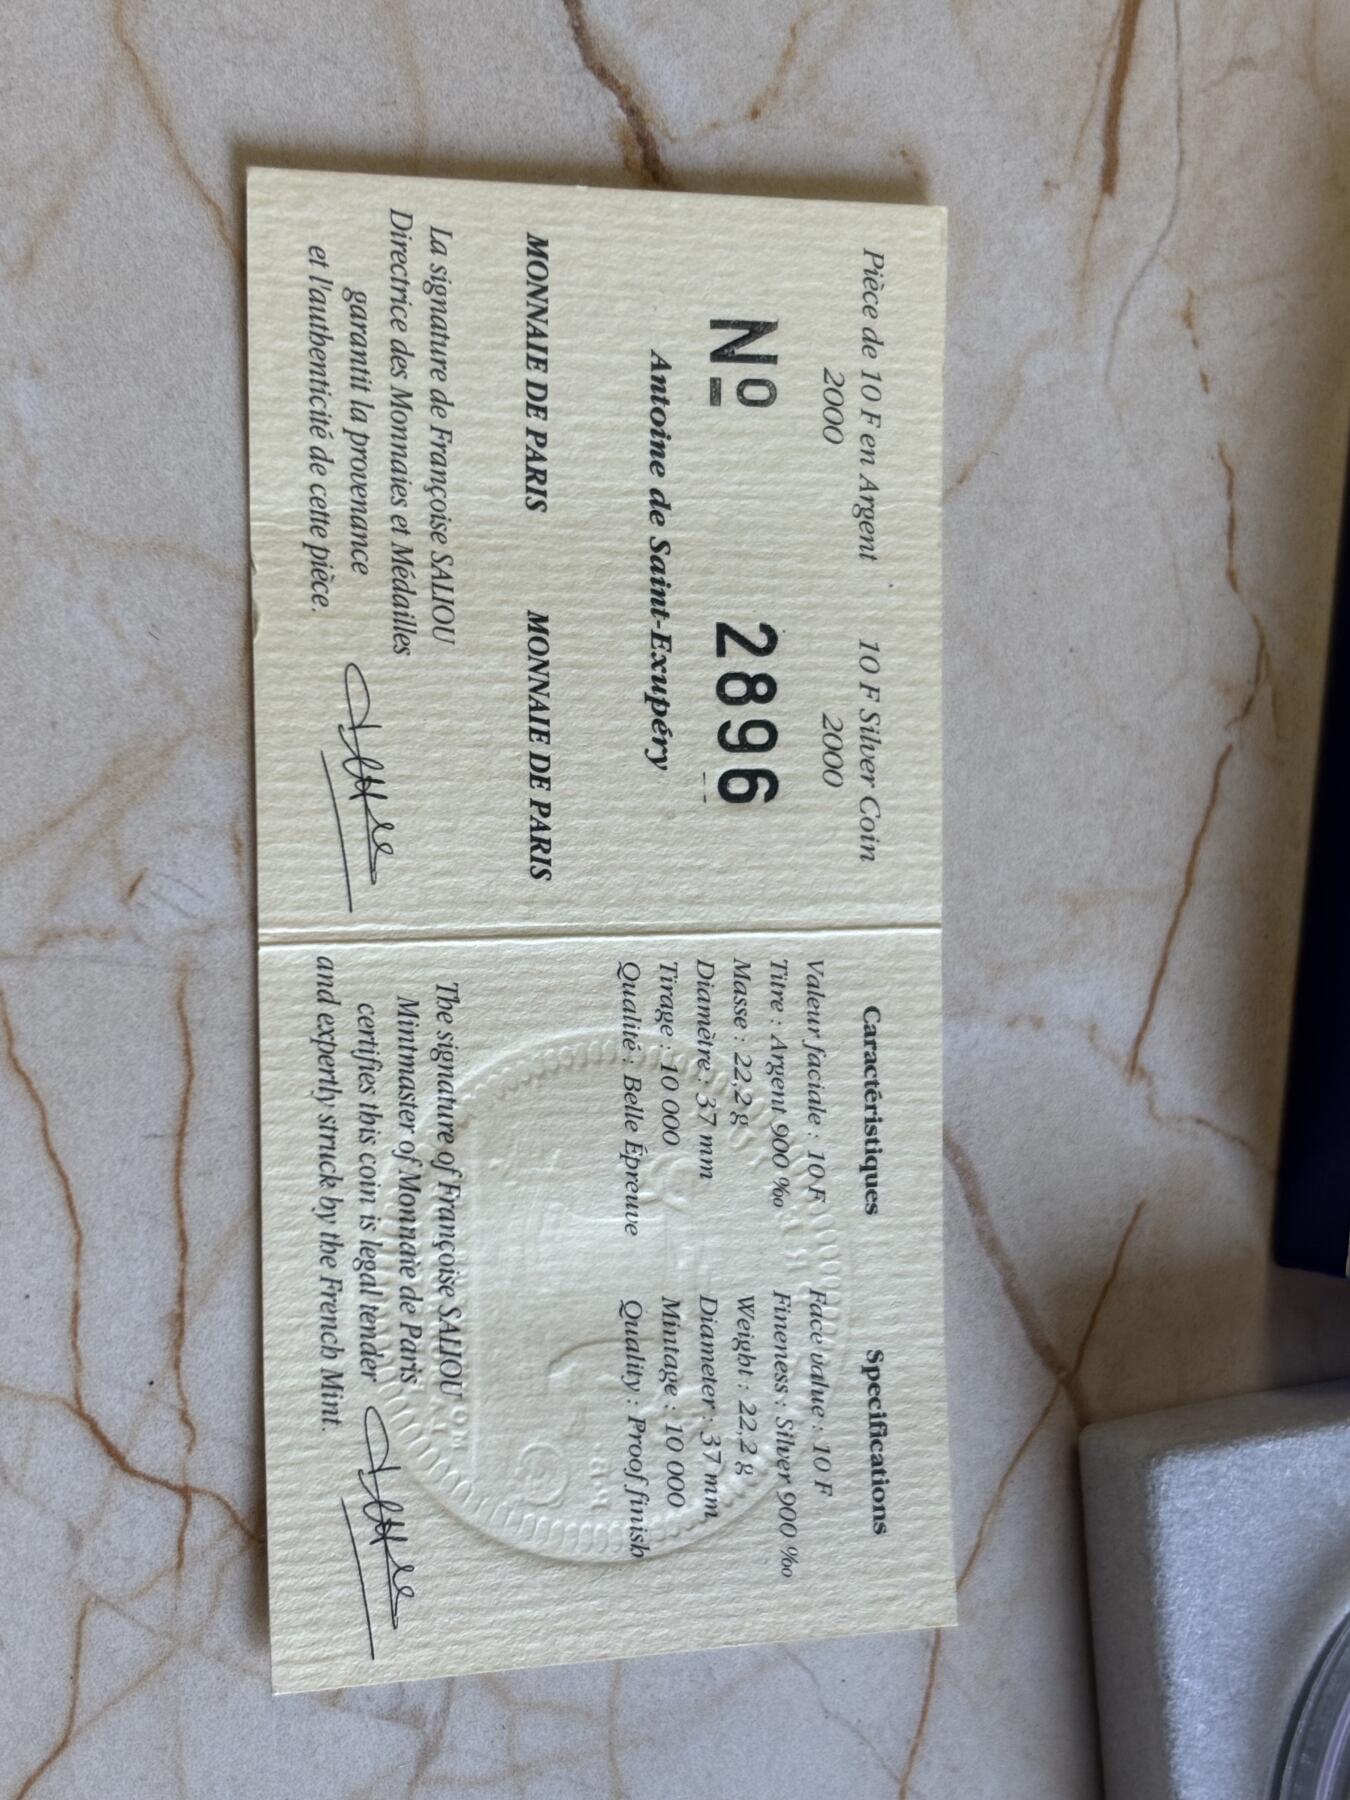 Pièce de 10 F en Argent
2000
10 F Silver Coin
2000
Nº 2896
Antoine de Saint-Exupéry
MONNAIE DE PARIS
MONNAIE DE PARIS
La signature de Françoise SALIOU
Directrice des Monnaies et Médailles
garantit la provenance
et l'authenticité de cette pièce.
Caractéristiques
Valeur faciale : 10 F
Titre : Argent 900 ‰
Masse : 22,2 g
Diamètre : 37 mm
Tirage : 10 000
Qualité : Belle Épreuve
Specifications
Face value : 10 F
Fineness : Silver 900 ‰
Weight : 22,2 g
Diameter : 37 mm
Mintage : 10 000
Quality : Proof finish
The signature of Françoise SALIOU
Mintmaster of Monnaie de Paris
certifies this coin is legal tender
and expertly struck by the French Mint.